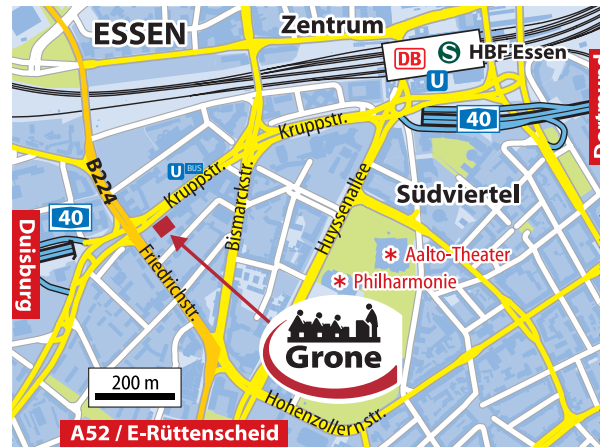 ESSEN
Zentrum
DB
S
HBF-Essen
U
Dortmund
40
Kruppstr.
B224
U BUS
Kruppstr.
Bismarckstr.
Huyssenallee
Südviertel
40
Duisburg
Friedrichstr.
* Aalto-Theater
* Philharmonie
Grone
200 m
Hohenzollernstr.
A52 / E-Rüttenscheid